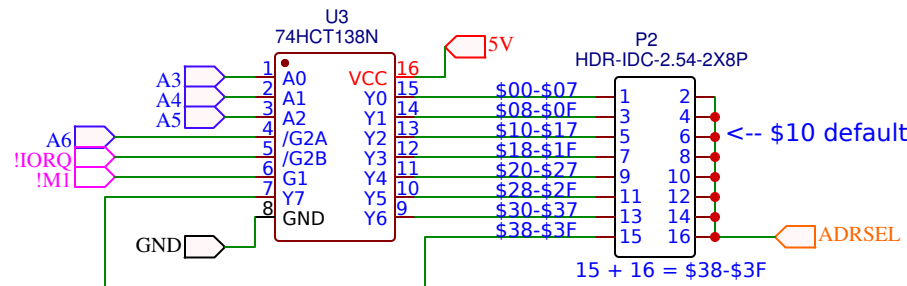 U3
74HCT138N
P2
HDR-IDC-2.54-2X8P
5V
A3 1 A0 VCC 16
A4 2 A1 Y0 15 $00-$07 1 2
A5 3 A2 Y1 14 $08-$0F 3 4
A6 4 /G2A Y2 13 $10-$17 5 6 <-- $10 default
!IORQ 5 /G2B Y3 12 $18-$1F 7 8
!M1 6 G1 Y4 11 $20-$27 9 10
7 Y7 Y5 10 $28-$2F 11 12
8 GND Y6 9 $30-$37 13 14
GND $38-$3F 15 16 ADRSEL
15 + 16 = $38-$3F